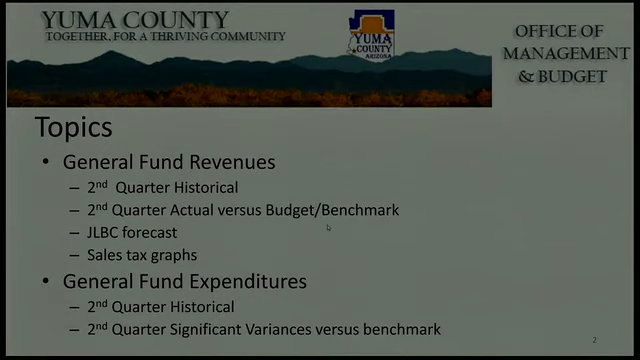 YUMA COUNTY
TOGETHER, FOR A THRIVING COMMUNITY
YUMA
COUNTY
ARIZONA
OFFICE OF
MANAGEMENT
& BUDGET
Topics
• General Fund Revenues
– 2nd Quarter Historical
– 2nd Quarter Actual versus Budget/Benchmark
– JLBC forecast
– Sales tax graphs
• General Fund Expenditures
– 2nd Quarter Historical
– 2nd Quarter Significant Variances versus benchmark
2